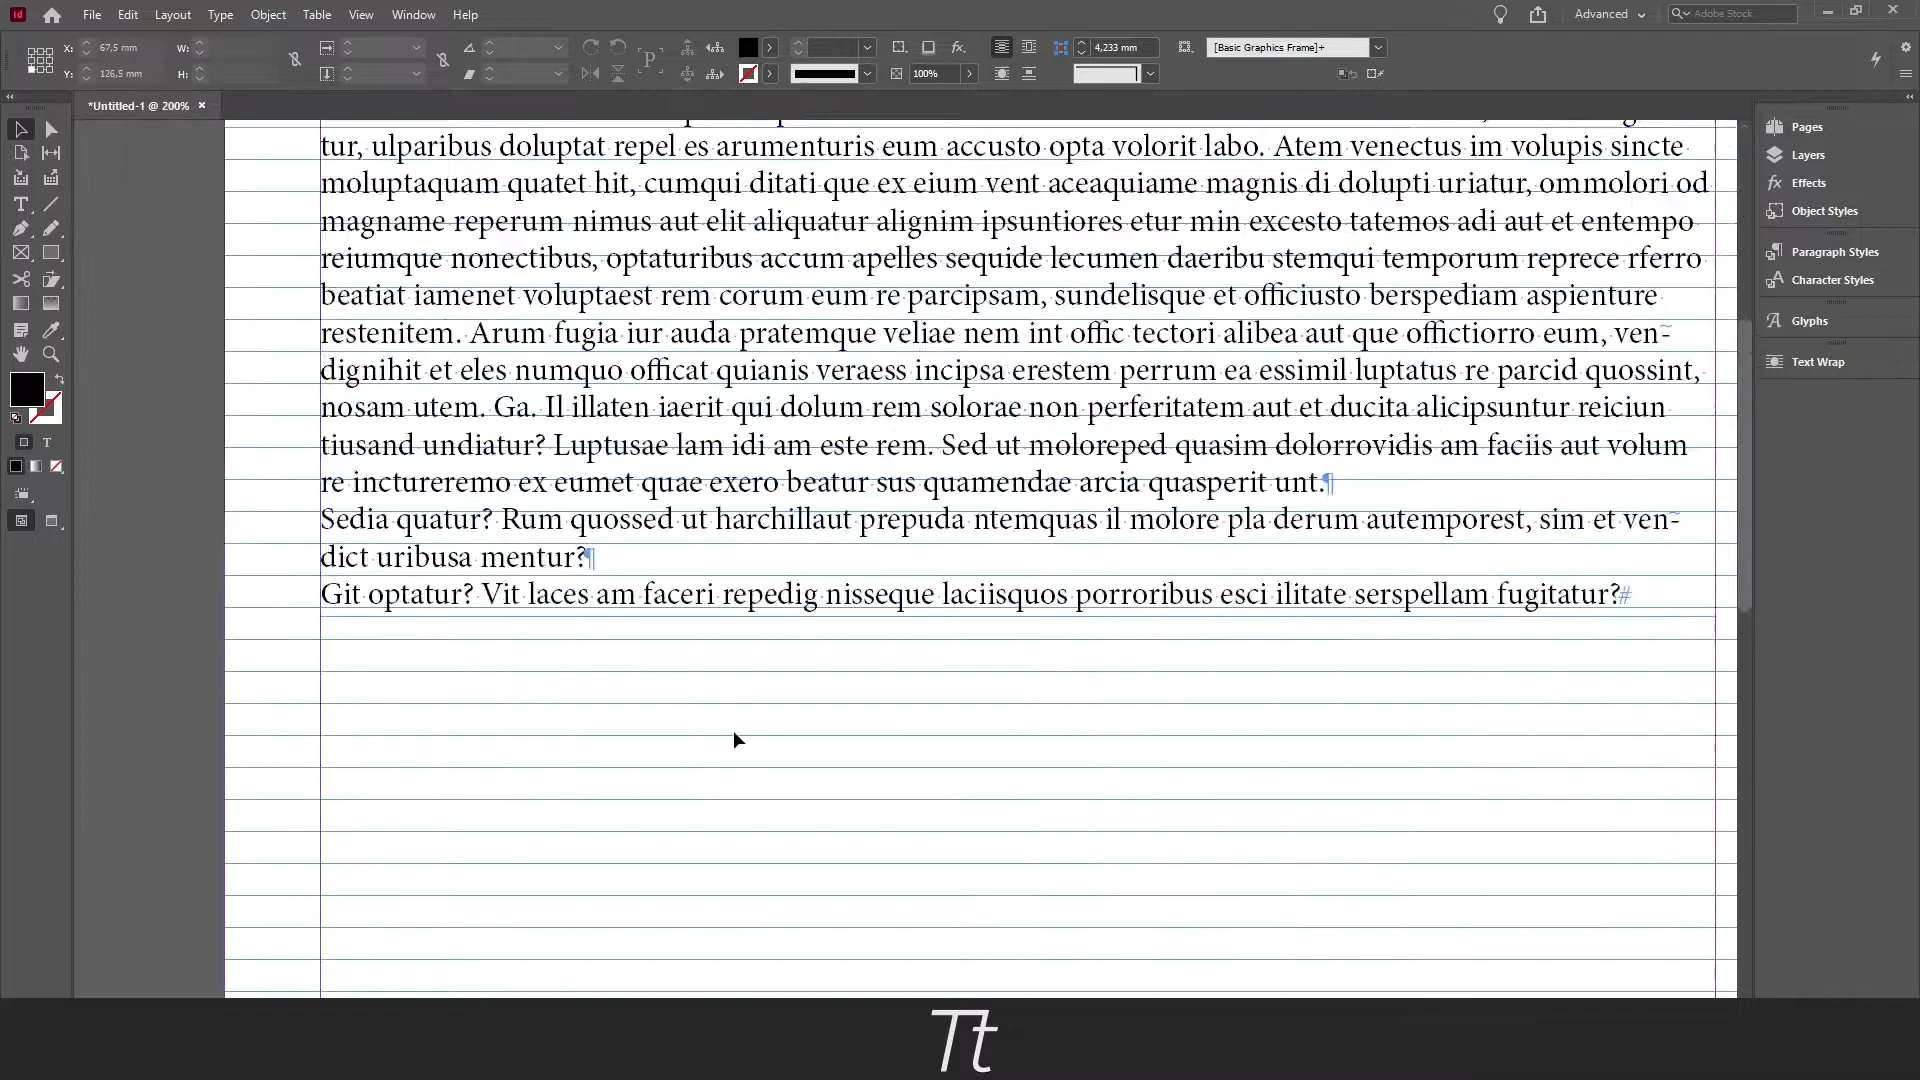 File Edit Layout Type Object Table View Window Help
Advanced
Adobe Stock
X: 67,5 mm W:
Y: 126,5 mm H:
100%
4,233 mm
[Basic Graphics Frame]+
*Untitled-1 @ 200%
tur, ulparibus doluptat repel es arumenturis eum accusto opta volorit labo. Atem venectus im volupis sincte
moluptaquam quatet hit, cumqui ditati que ex eium vent aceaquiame magnis di dolupti uriatur, ommolori od
magname reperum nimus aut elit aliquatur alignim ipsuntiores etur min excesto tatemos adi aut et entempo
reiumque nonectibus, optaturibus accum apelles sequide lecumen daeribu stemqui temporum reprece rferro
beatiat iamenet voluptaest rem corum eum re parcipsam, sundelisque et officiusto berspediam aspienture
restenitem. Arum fugia iur auda pratemque veliae nem int offic tectori alibea aut que offictiorro eum, ven-
dignihit et eles numquo officat quianis veraess incipsa erestem perrum ea essimil luptatus re parcid quossint,
nosam utem. Ga. Il illaten iaerit qui dolum rem solorae non perferitatem aut et ducita alicipsuntur reiciun
tiusand undiatur? Luptusae lam idi am este rem. Sed ut moloreped quasim dolorrovidis am faciis aut volum
re inctureremo ex eumet quae exero beatur sus quamendae arcia quasperit unt.¶
Sedia quatur? Rum quossed ut harchillaut prepuda ntemquas il molore pla derum autemporest, sim et ven-
dict uribusa mentur?¶
Git optatur? Vit laces am faceri repedig nisseque laciisquos porroribus esci ilitate serspellam fugitatur?#
Pages
Layers
Effects
Object Styles
Paragraph Styles
Character Styles
Glyphs
Text Wrap
Tt